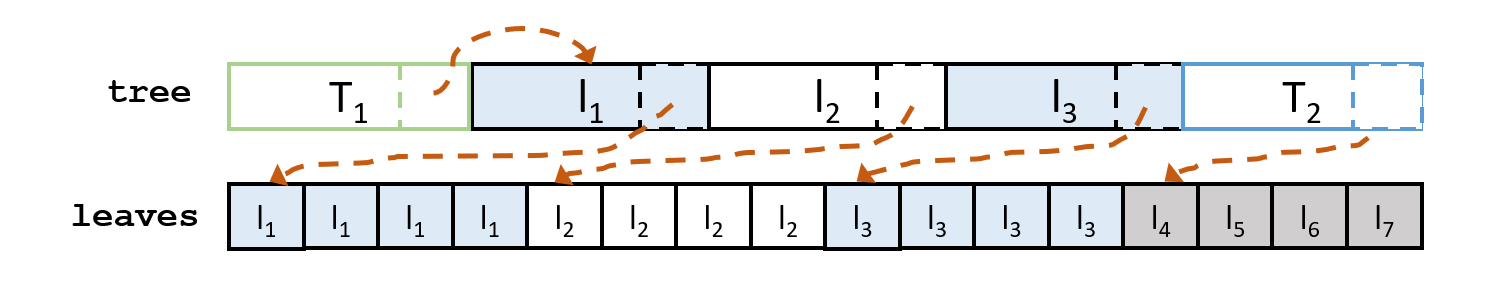 tree T₁ l₁ l₂ l₃ T₂
leaves l₁ l₁ l₁ l₁ l₂ l₂ l₂ l₂ l₃ l₃ l₃ l₃ l₄ l₅ l₆ l₇